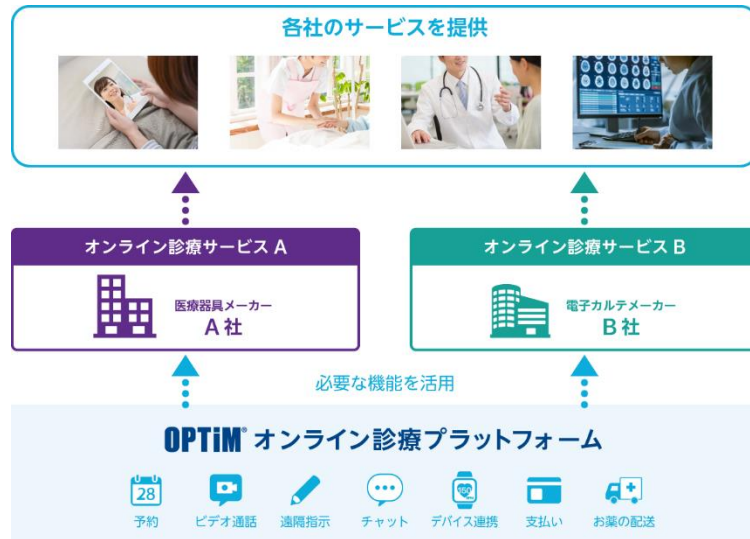 各社のサービスを提供
オンライン診療サービス A
医療器具メーカー
A 社
オンライン診療サービス B
電子カルテメーカー
B 社
必要な機能を活用
OPTiM® オンライン診療プラットフォーム
28
予約
ビデオ通話
遠隔指示
チャット
デバイス連携
支払い
お薬の配送